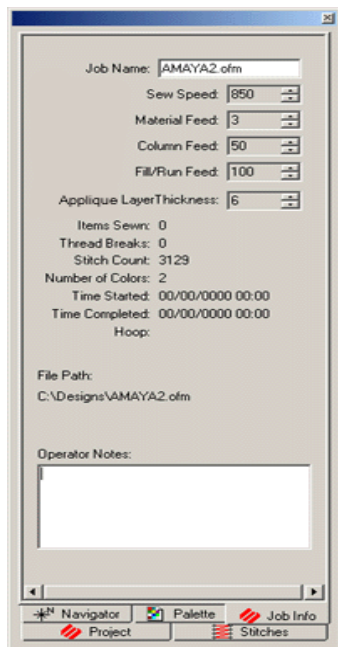 Job Name: AMAYA2.ofm
Sew Speed: 850
Material Feed: 3
Column Feed: 50
Fill/Run Feed: 100
Applique LayerThickness: 6
Items Sewn: 0
Thread Breaks: 0
Stitch Count: 3129
Number of Colors: 2
Time Started: 00/00/0000 00:00
Time Completed: 00/00/0000 00:00
Hoop:
File Path:
C:\Designs\AMAYA2.ofm
Operator Notes:
N Navigator Palette Job Info
Project Stitches